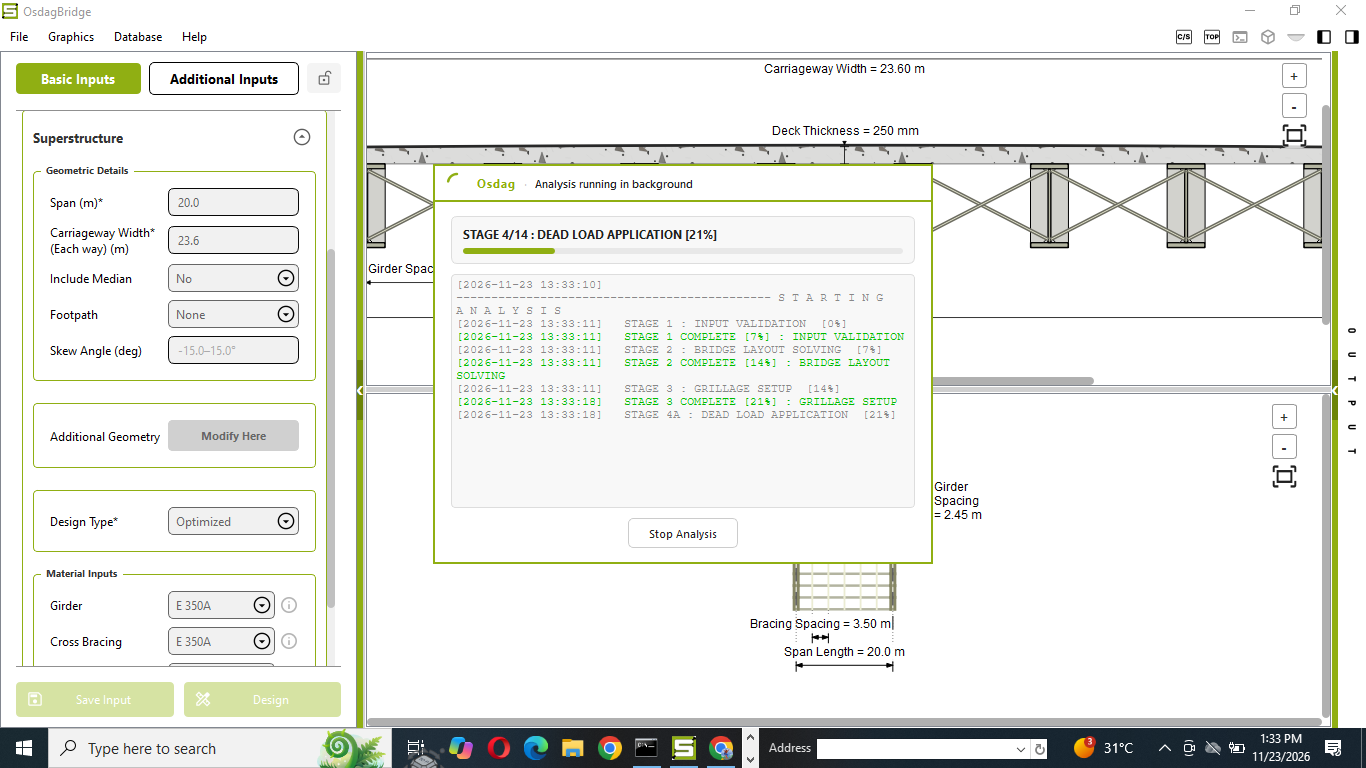 OsdagBridge
File Graphics Database Help
C/S TOP
Basic Inputs Additional Inputs
Superstructure
Geometric Details
Span (m)* 20.0
Carriageway Width*
(Each way) (m) 23.6
Include Median No
Footpath None
Skew Angle (deg) -15.0–15.0°
Additional Geometry Modify Here
Design Type* Optimized
Material Inputs
Girder E 350A
Cross Bracing E 350A
Save Input Design
Carriageway Width = 23.60 m
Deck Thickness = 250 mm
Girder Spac
+
-
Osdag · Analysis running in background
STAGE 4/14 : DEAD LOAD APPLICATION [21%]
[2026-11-23 13:33:10]
------------------------------------------- S T A R T I N G
A N A L Y S I S
[2026-11-23 13:33:11] STAGE 1 : INPUT VALIDATION [0%]
[2026-11-23 13:33:11] STAGE 1 COMPLETE [7%] : INPUT VALIDATION
[2026-11-23 13:33:11] STAGE 2 : BRIDGE LAYOUT SOLVING [7%]
[2026-11-23 13:33:11] STAGE 2 COMPLETE [14%] : BRIDGE LAYOUT
SOLVING
[2026-11-23 13:33:11] STAGE 3 : GRILLAGE SETUP [14%]
[2026-11-23 13:33:18] STAGE 3 COMPLETE [21%] : GRILLAGE SETUP
[2026-11-23 13:33:18] STAGE 4A : DEAD LOAD APPLICATION [21%]
Stop Analysis
+
-
Girder
Spacing
= 2.45 m
Bracing Spacing = 3.50 m
Span Length = 20.0 m
OUTPUT
Type here to search
Address
3
31°C
1:33 PM
11/23/2026